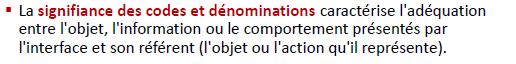 ▪ La signifiance des codes et dénominations caractérise l'adéquation
entre l'objet, l'information ou le comportement présentés par
l'interface et son référent (l'objet ou l'action qu'il représente).